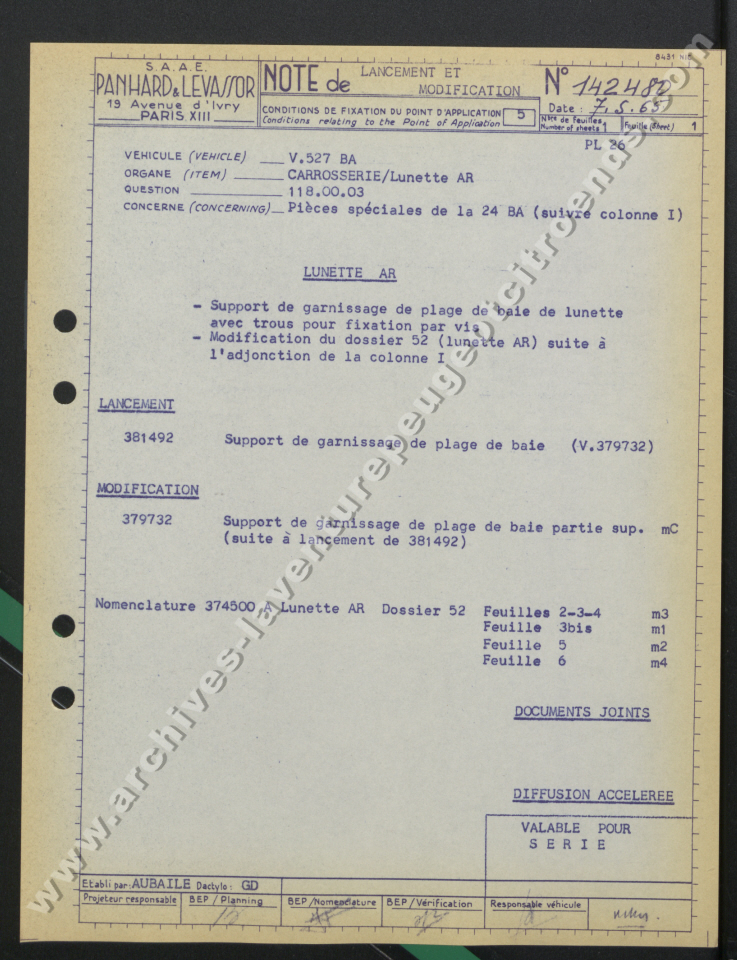 S.A.A.E.
PANHARD & LEVASSOR
19 Avenue d'Ivry
PARIS XIII
NOTE de LANCEMENT ET
MODIFICATION
CONDITIONS DE FIXATION DU POINT D'APPLICATION 5
Conditions relating to the Point of Application
N° 142480
Date : 7.5.65
Nbre de Feuilles
Number of sheets 1
Feuille (Sheet) 1
PL 26
VEHICULE (VEHICLE) V.527 BA
ORGANE (ITEM) CARROSSERIE/Lunette AR
QUESTION 118.00.03
CONCERNE (CONCERNING) Pièces spéciales de la 24 BA (suivre colonne I)
LUNETTE AR
- Support de garnissage de plage de baie de lunette
avec trous pour fixation par vis
- Modification du dossier 52 (lunette AR) suite à
l'adjonction de la colonne I
LANCEMENT
381492 Support de garnissage de plage de baie (V.379732)
MODIFICATION
379732 Support de garnissage de plage de baie partie sup. mC
(suite à lancement de 381492)
Nomenclature 374500 A Lunette AR Dossier 52 Feuilles 2-3-4 m3
Feuille 3bis m1
Feuille 5 m2
Feuille 6 m4
DOCUMENTS JOINTS
DIFFUSION ACCELEREE
VALABLE POUR
SERIE
Etabli par: AUBAILE Dactylo: GD
Projeteur responsable
BEP / Planning
BEP / Nomenclature
BEP / Vérification
Responsable véhicule
www.archives-laventurepeugeotcitroends.com